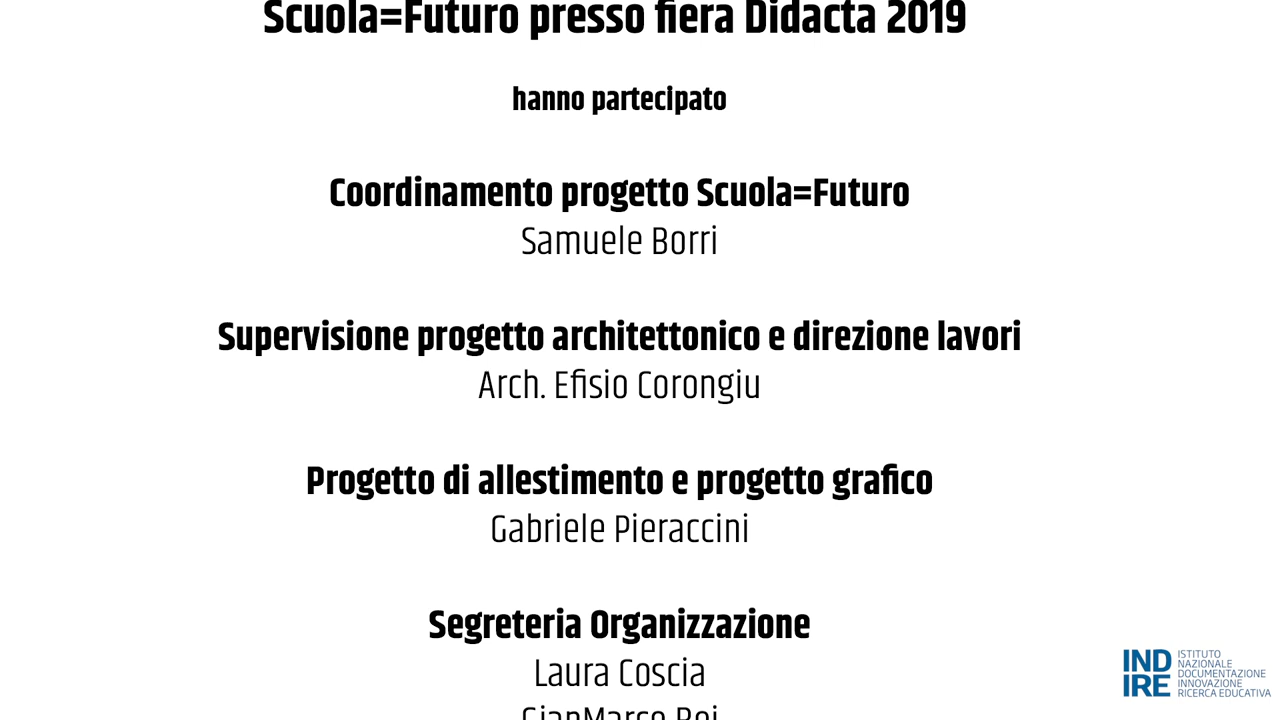 Scuola=Futuro presso fiera Didacta 2019
hanno partecipato
Coordinamento progetto Scuola=Futuro
Samuele Borri
Supervisione progetto architettonico e direzione lavori
Arch. Efisio Corongiu
Progetto di allestimento e progetto grafico
Gabriele Pieraccini
Segreteria Organizzazione
Laura Coscia
GianMarco
IND
IRE
ISTITUTO
NAZIONALE
DOCUMENTAZIONE
INNOVAZIONE
RICERCA EDUCATIVA